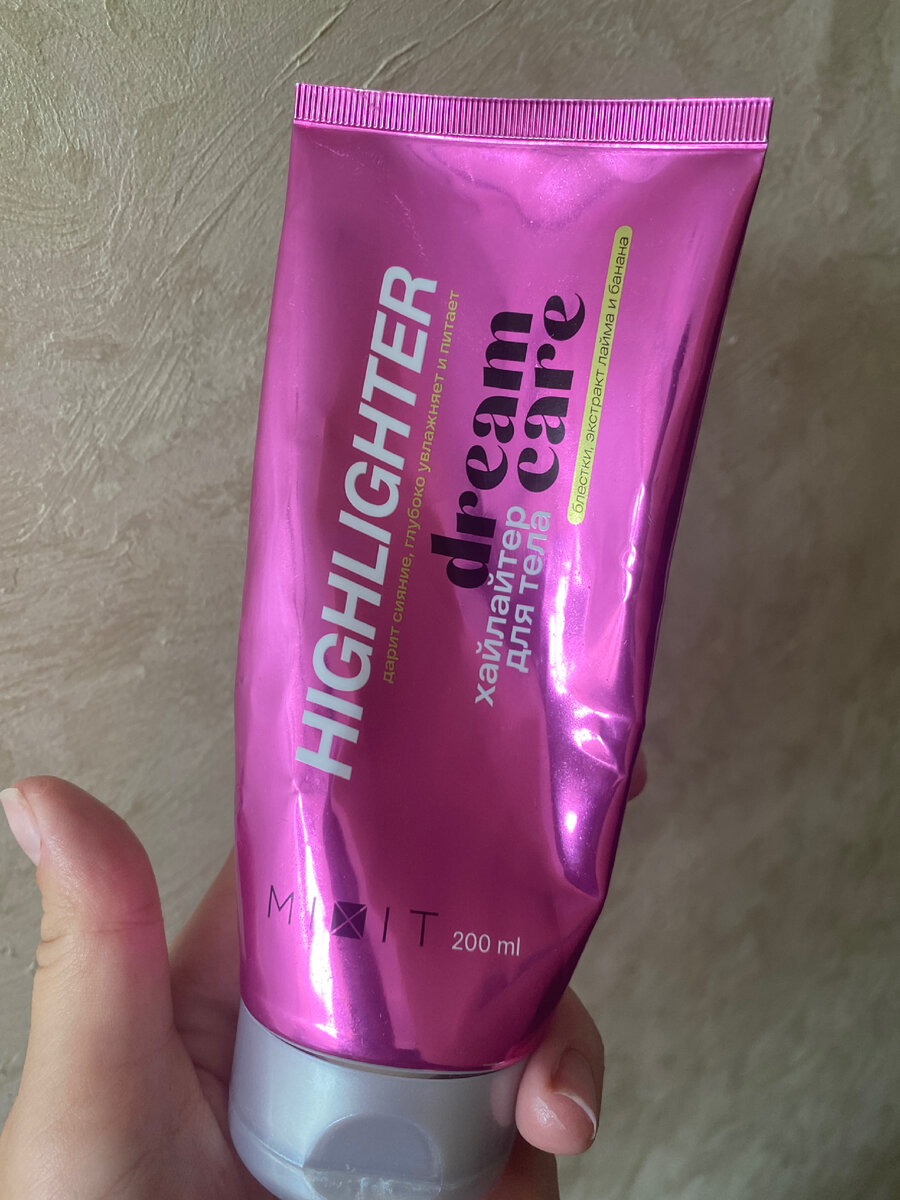 HIGHLIGHTER
дарит сияние, глубоко увлажняет и питает
dream
care
хайлайтер
для тела
блестки, экстракт лайма и банана
MIXIT
200 ml